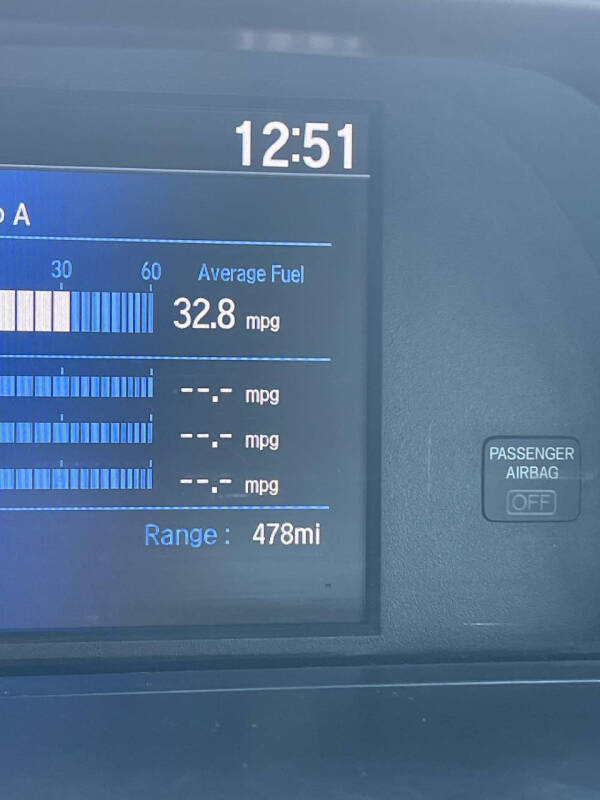 12:51
A
30 60 Average Fuel
32.8 mpg
--.- mpg
--.- mpg
--.- mpg
Range : 478mi
PASSENGER
AIRBAG
OFF